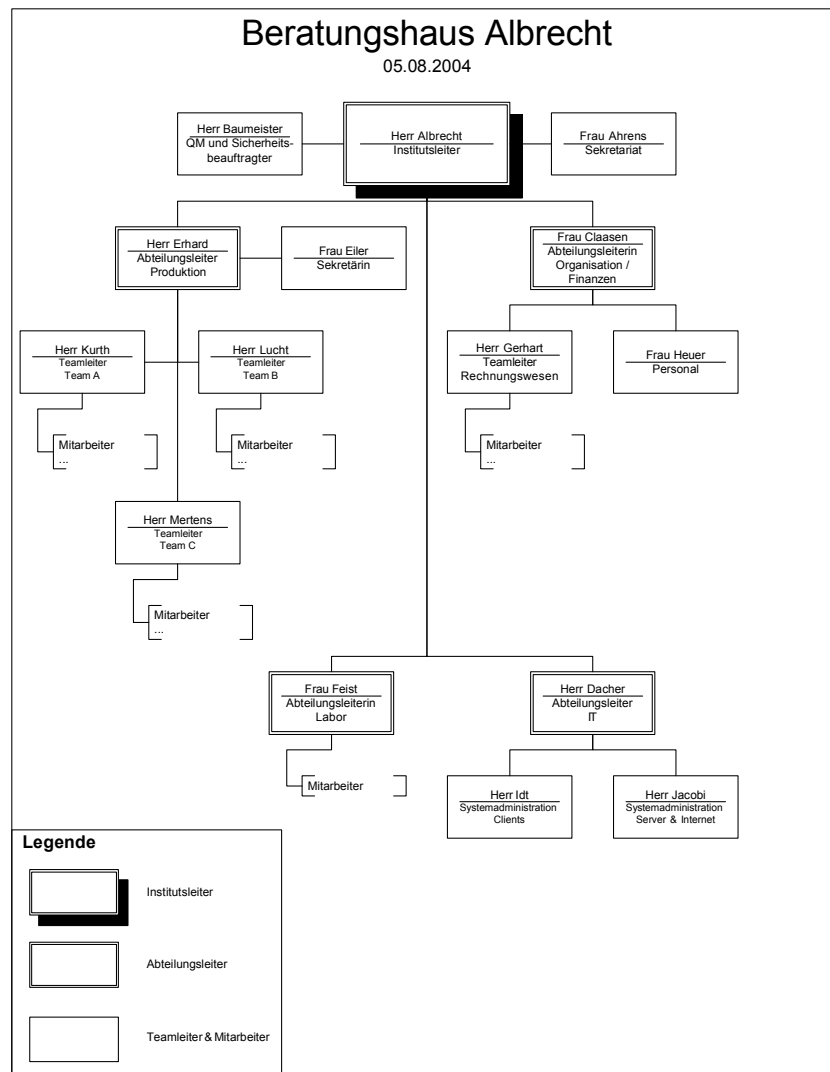 Beratungshaus Albrecht
05.08.2004
Herr Baumeister
QM und Sicherheits-
beauftragter
Herr Albrecht
Institutsleiter
Frau Ahrens
Sekretariat
Herr Erhard
Abteilungsleiter
Produktion
Frau Eiler
Sekretärin
Frau Claasen
Abteilungsleiterin
Organisation /
Finanzen
Herr Kurth
Teamleiter
Team A
Herr Lucht
Teamleiter
Team B
Herr Gerhart
Teamleiter
Rechnungswesen
Frau Heuer
Personal
Mitarbeiter
...
Mitarbeiter
...
Mitarbeiter
...
Herr Mertens
Teamleiter
Team C
Mitarbeiter
...
Frau Feist
Abteilungsleiterin
Labor
Herr Dacher
Abteilungsleiter
IT
Mitarbeiter
Herr Idt
Systemadministration
Clients
Herr Jacobi
Systemadministration
Server & Internet
Legende
Institutsleiter
Abteilungsleiter
Teamleiter & Mitarbeiter